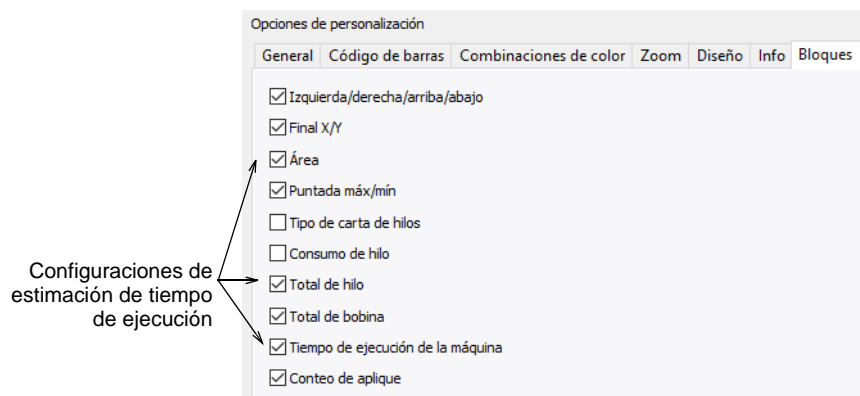 Opciones de personalización
General Código de barras Combinaciones de color Zoom Diseño Info Bloques
Izquierda/derecha/arriba/abajo
Final X/Y
Área
Puntada máx/mín
Tipo de carta de hilos
Consumo de hilo
Total de hilo
Total de bobina
Tiempo de ejecución de la máquina
Conteo de aplique
Configuraciones de
estimación de tiempo
de ejecución